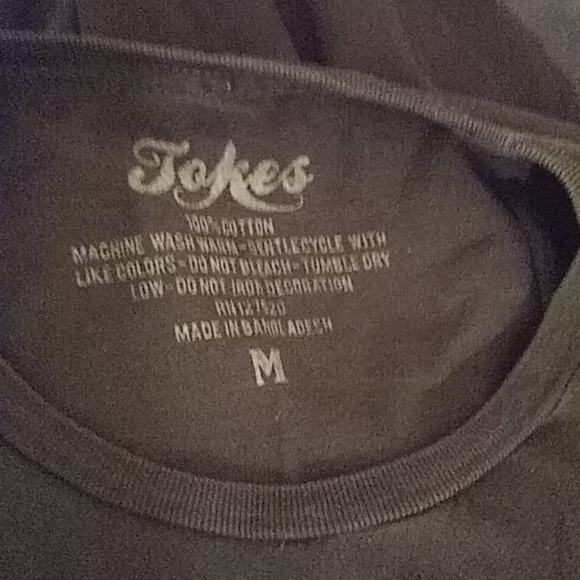 Tokes
100% COTTON
MACHINE WASH WARM-GENTLE CYCLE WITH
LIKE COLORS-DO NOT BLEACH-TUMBLE DRY
LOW-DO NOT IRON DECORATION
RN127520
MADE IN BANGLADESH
M